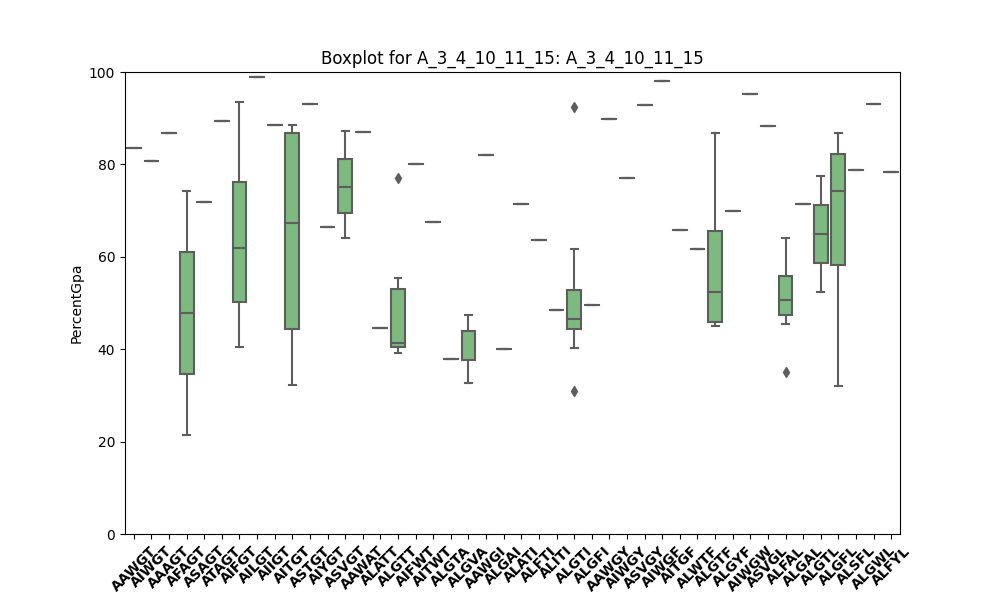 Boxplot for A_3_4_10_11_15: A_3_4_10_11_15
PercentGpa
100
80
60
40
20
0
AAWGT
AIWGT
AAAGT
AFAGT
ASAGT
ATAGT
AIFGT
AILGT
AIIGT
AITGT
ASTGT
AIYGT
ASVGT
AAWAT
ALATT
ALGTT
AIFWT
AITWT
ALGTA
ALGVA
AAWGI
ALGAI
ALATI
ALFTI
ALITI
ALGTI
ALGFI
AAWGY
AIWGY
ASVGY
AIWGF
AITGF
ALWTF
ALGTF
ALGYF
AIWGW
ASVGL
ALFAL
ALGAL
ALGTL
ALGFL
ALSFL
ALGWL
ALFYL